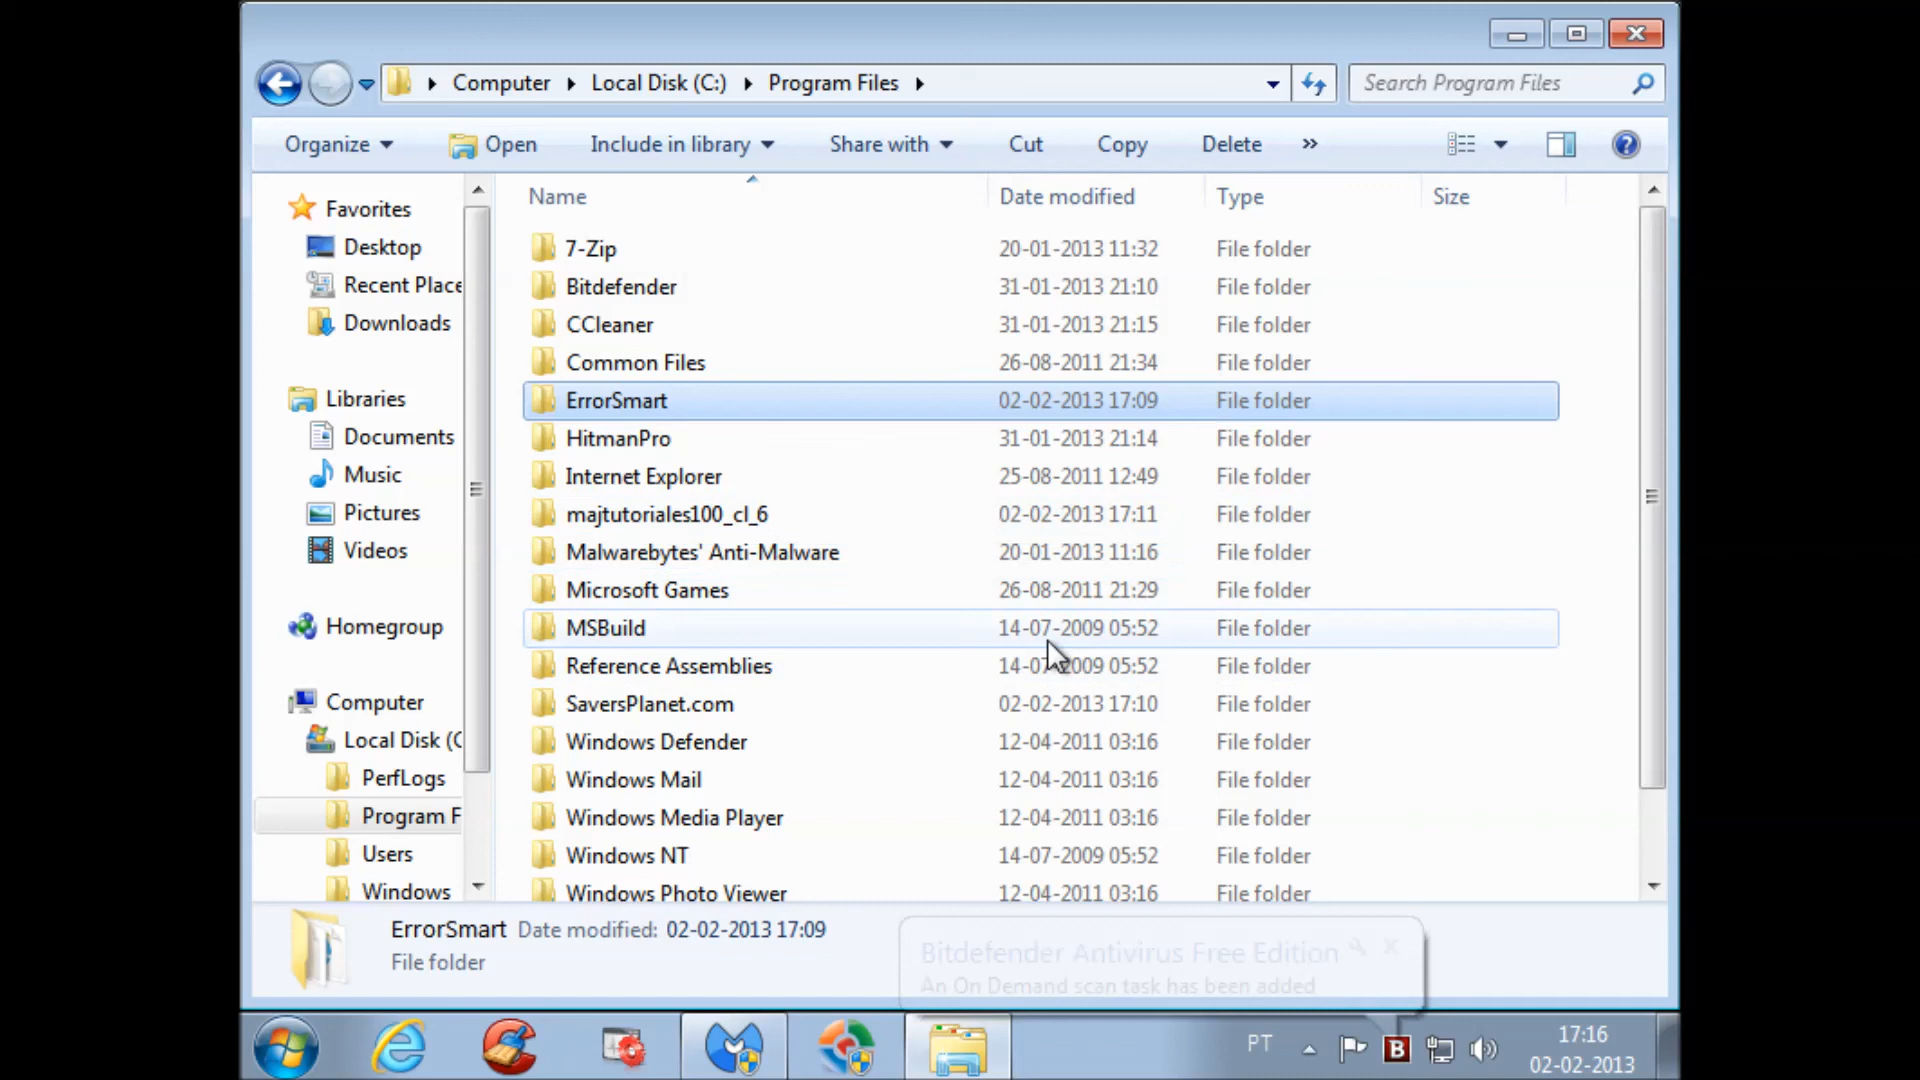 Computer Local Disk (C:) Program Files Search Program Files
Organize Open Include in library Share with Cut Copy Delete »
Name Date modified Type Size
Favorites
Desktop
Recent Place
Downloads
Libraries
Documents
Music
Pictures
Videos
Homegroup
Computer
Local Disk (C
PerfLogs
Program F
Users
Windows
7-Zip 20-01-2013 11:32 File folder
Bitdefender 31-01-2013 21:10 File folder
CCleaner 31-01-2013 21:15 File folder
Common Files 26-08-2011 21:34 File folder
ErrorSmart 02-02-2013 17:09 File folder
HitmanPro 31-01-2013 21:14 File folder
Internet Explorer 25-08-2011 12:49 File folder
majtutoriales100_cl_6 02-02-2013 17:11 File folder
Malwarebytes' Anti-Malware 20-01-2013 11:16 File folder
Microsoft Games 26-08-2011 21:29 File folder
MSBuild 14-07-2009 05:52 File folder
Reference Assemblies 14-07-2009 05:52 File folder
SaversPlanet.com 02-02-2013 17:10 File folder
Windows Defender 12-04-2011 03:16 File folder
Windows Mail 12-04-2011 03:16 File folder
Windows Media Player 12-04-2011 03:16 File folder
Windows NT 14-07-2009 05:52 File folder
Windows Photo Viewer 12-04-2011 03:16 File folder
ErrorSmart Date modified: 02-02-2013 17:09
File folder
Bitdefender Antivirus Free Edition
An On Demand scan task has been added
PT B 17:16
02-02-2013